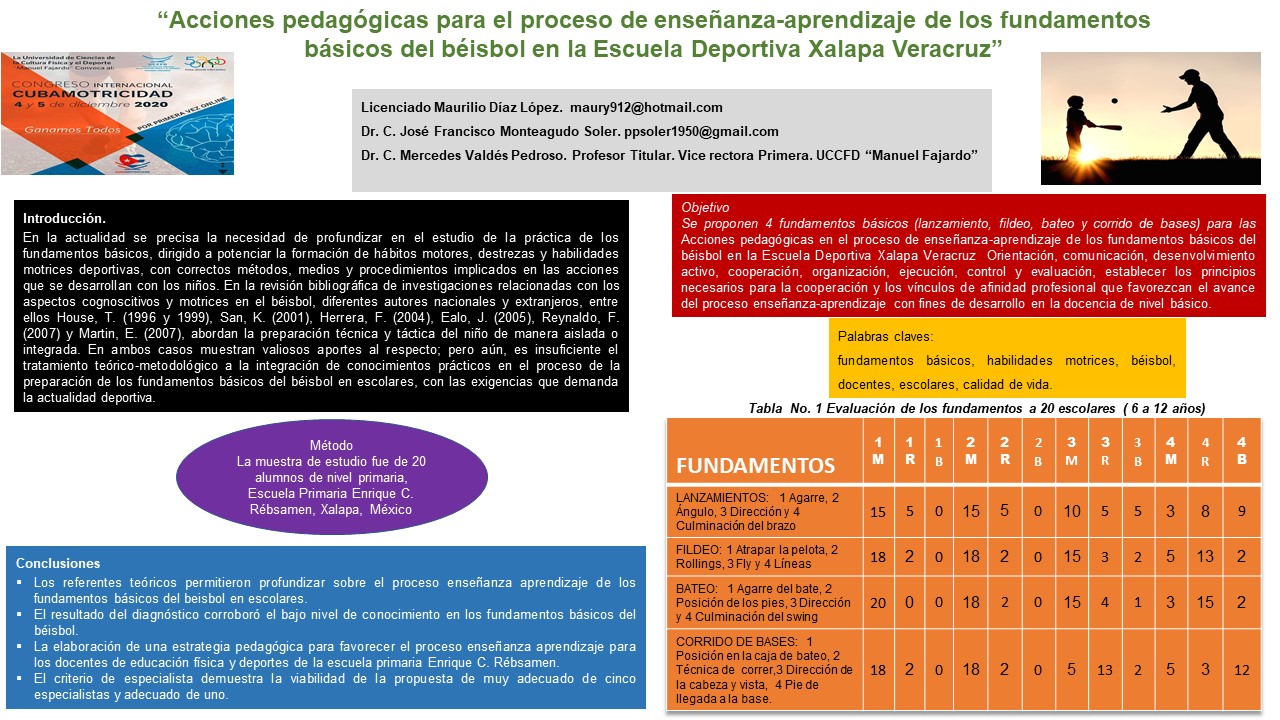 “Acciones pedagógicas para el proceso de enseñanza-aprendizaje de los fundamentos
básicos del béisbol en la Escuela Deportiva Xalapa Veracruz”
La Universidad de Ciencias de
la Cultura Física y el Deporte
"Manuel Fajardo" Convoca al:
CONGRESO INTERNACIONAL
CUBAMOTRICIDAD
4 y 5 de diciembre 2020
Ganamos Todos
POR PRIMERA VEZ ONLINE
Licenciado Maurilio Díaz López. maury912@hotmail.com
Dr. C. José Francisco Monteagudo Soler. ppsoler1950@gmail.com
Dr. C. Mercedes Valdés Pedroso. Profesor Titular. Vice rectora Primera. UCCFD “Manuel Fajardo”
Introducción.
En la actualidad se precisa la necesidad de profundizar en el estudio de la práctica de los
fundamentos básicos, dirigido a potenciar la formación de hábitos motores, destrezas y habilidades
motrices deportivas, con correctos métodos, medios y procedimientos implicados en las acciones
que se desarrollan con los niños. En la revisión bibliográfica de investigaciones relacionadas con los
aspectos cognoscitivos y motrices en el béisbol, diferentes autores nacionales y extranjeros, entre
ellos House, T. (1996 y 1999), San, K. (2001), Herrera, F. (2004), Ealo, J. (2005), Reynaldo, F.
(2007) y Martin, E. (2007), abordan la preparación técnica y táctica del niño de manera aislada o
integrada. En ambos casos muestran valiosos aportes al respecto; pero aún, es insuficiente el
tratamiento teórico-metodológico a la integración de conocimientos prácticos en el proceso de la
preparación de los fundamentos básicos del béisbol en escolares, con las exigencias que demanda
la actualidad deportiva.
Objetivo
Se proponen 4 fundamentos básicos (lanzamiento, fildeo, bateo y corrido de bases) para las
Acciones pedagógicas en el proceso de enseñanza-aprendizaje de los fundamentos básicos del
béisbol en la Escuela Deportiva Xalapa Veracruz Orientación, comunicación, desenvolvimiento
activo, cooperación, organización, ejecución, control y evaluación, establecer los principios
necesarios para la cooperación y los vínculos de afinidad profesional que favorezcan el avance
del proceso enseñanza-aprendizaje con fines de desarrollo en la docencia de nivel básico.
Palabras claves:
fundamentos básicos, habilidades motrices, béisbol,
docentes, escolares, calidad de vida.
Método
La muestra de estudio fue de 20
alumnos de nivel primaria,
Escuela Primaria Enrique C.
Rébsamen, Xalapa, México
Conclusiones
▪ Los referentes teóricos permitieron profundizar sobre el proceso enseñanza aprendizaje de los
fundamentos básicos del beisbol en escolares.
▪ El resultado del diagnóstico corroboró el bajo nivel de conocimiento en los fundamentos básicos del
béisbol.
▪ La elaboración de una estrategia pedagógica para favorecer el proceso enseñanza aprendizaje para
los docentes de educación física y deportes de la escuela primaria Enrique C. Rébsamen.
▪ El criterio de especialista demuestra la viabilidad de la propuesta de muy adecuado de cinco
especialistas y adecuado de uno.
Tabla No. 1 Evaluación de los fundamentos a 20 escolares ( 6 a 12 años)
FUNDAMENTOS 1 M 1 R 1 B 2 M 2 R 2 B 3 M 3 R 3 B 4 M 4 R 4 B
LANZAMIENTOS: 1 Agarre, 2
Ángulo, 3 Dirección y 4
Culminación del brazo
15 5 0 15 5 0 10 5 5 3 8 9
FILDEO: 1 Atrapar la pelota, 2
Rollings, 3 Fly y 4 Líneas
18 2 0 18 2 0 15 3 2 5 13 2
BATEO: 1 Agarre del bate, 2
Posición de los pies, 3 Dirección
y 4 Culminación del swing
20 0 0 18 2 0 15 4 1 3 15 2
CORRIDO DE BASES: 1
Posición en la caja de bateo, 2
Técnica de correr,3 Dirección de
la cabeza y vista, 4 Pie de
llegada a la base.
18 2 0 18 2 0 5 13 2 5 3 12